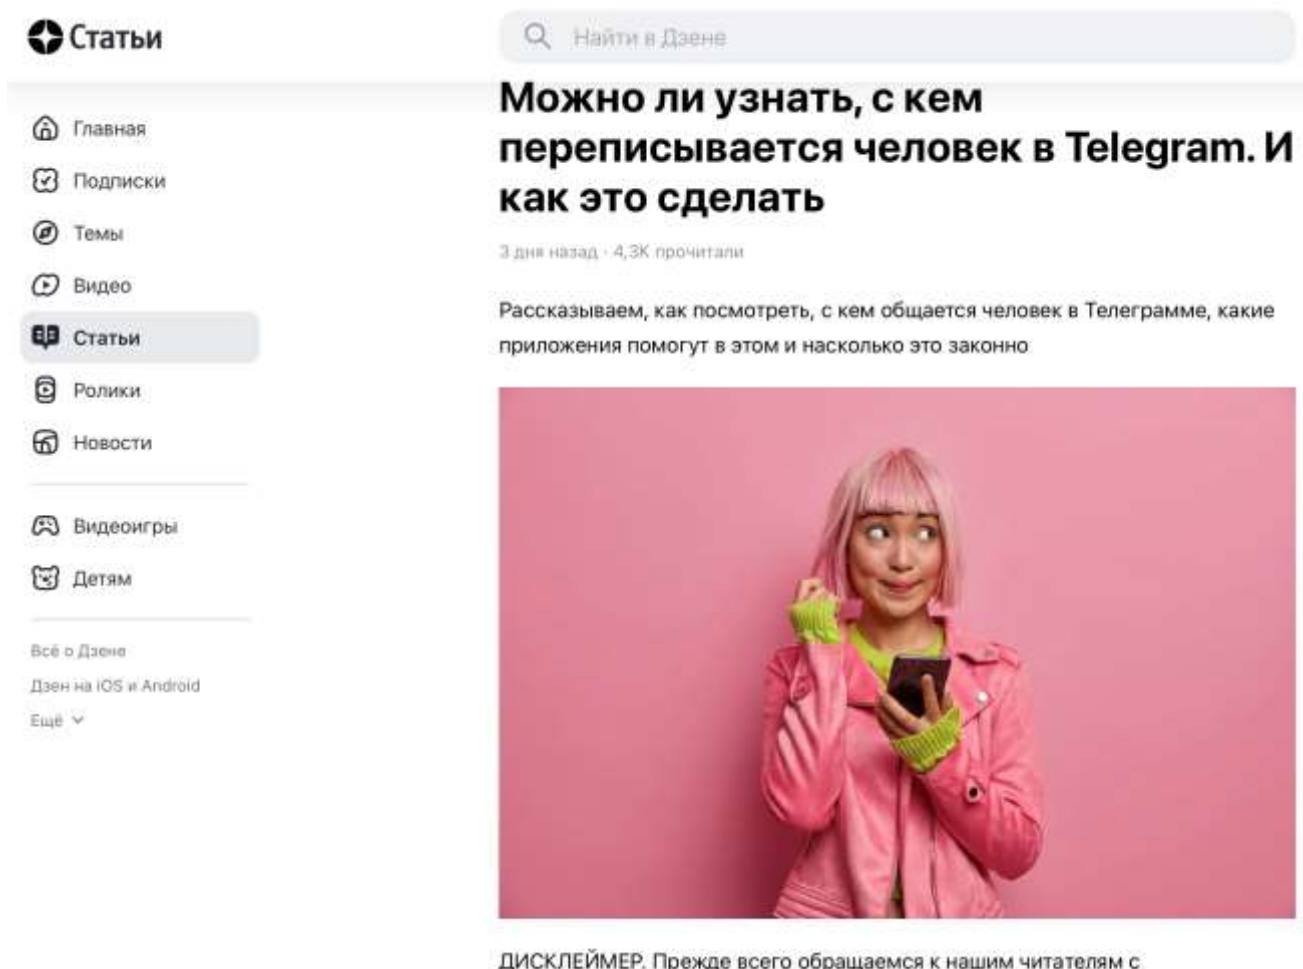 Статьи
Найти в Дзене
Главная
Подписки
Темы
Видео
Статьи
Ролики
Новости
Видеоигры
Детям
Всё о Дзене
Дзен на iOS и Android
Ещё
Можно ли узнать, с кем
переписывается человек в Telegram. И
как это сделать
3 дня назад · 4,3K прочитали
Рассказываем, как посмотреть, с кем общается человек в Телеграмме, какие
приложения помогут в этом и насколько это законно
ДИСКЛЕЙМЕР. Прежде всего обращаемся к нашим читателям с